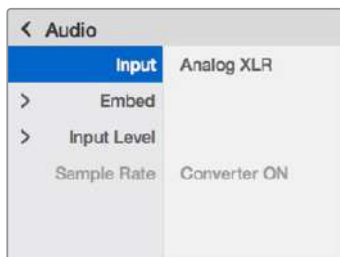 < Audio
Input Analog XLR
> Embed
> Input Level
Sample Rate Converter ON